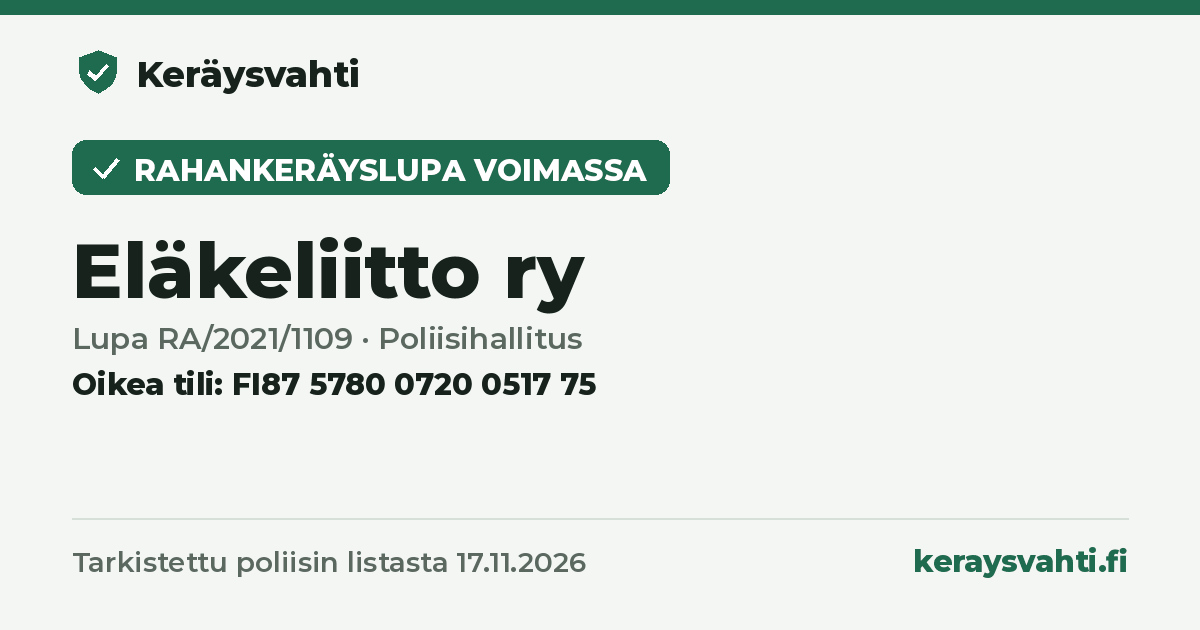 Keräysvahti
RAHANKERÄYSLUPA VOIMASSA
Eläkeliitto ry
Lupa RA/2021/1109 · Poliisihallitus
Oikea tili: FI87 5780 0720 0517 75
Tarkistettu poliisin listasta 17.11.2026
keraysvahti.fi